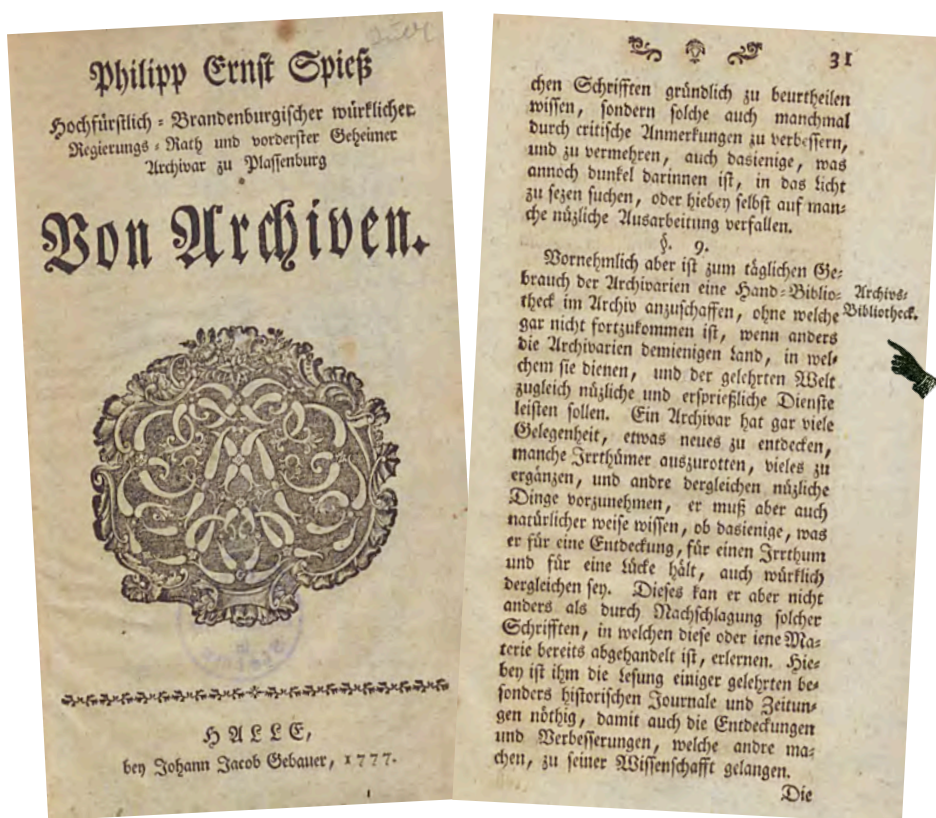 Philipp Ernst Spieß
Hochfürstlich = Brandenburgischer würklicher
Regierungs = Rath und vorderster Geheimer
Archivar zu Plassenburg
Von Archiven.
HALLE,
bey Johann Jacob Gebauer, 1777.
31
chen Schrifften gründlich zu beurtheilen
wissen, sondern solche auch manchmal
durch critische Anmerkungen zu verbessern,
und zu vermehren, auch dasienige, was
annoch dunkel darinnen ist, in das Licht
zu sezen suchen, oder hiebey selbst auf man=
che nüzliche Ausarbeitung verfallen.
§. 9.
Vornehmlich aber ist zum täglichen Ge=
brauch der Archivarien eine Hand=Biblio=
theck im Archiv anzuschaffen, ohne welche
gar nicht fortzukommen ist, wenn anders
die Archivarien demienigen Land, in wel=
chem sie dienen, und der gelehrten Welt
zugleich nüzliche und ersprießliche Dienste
leisten sollen. Ein Archivar hat gar viele
Gelegenheit, etwas neues zu entdecken,
manche Irrthümer auszurotten, vieles zu
ergänzen, und andre dergleichen nüzliche
Dinge vorzunehmen, er muß aber auch
natürlicher weise wissen, ob dasienige, was
er für eine Entdeckung, für einen Irrthum
und für eine Lücke hält, auch würklich
dergleichen sey. Dieses kan er aber nicht
anders als durch Nachschlagung solcher
Schrifften, in welchen diese oder iene Ma=
terie bereits abgehandelt ist, erlernen. Hie=
bey ist ihm die Lesung einiger gelehrten be=
sonders historischen Journale und Zeitun=
gen nöthig, damit auch die Entdeckungen
und Verbesserungen, welche andre ma=
chen, zu seiner Wissenschafft gelangen.
Die
Archivs=
Bibliotheck.